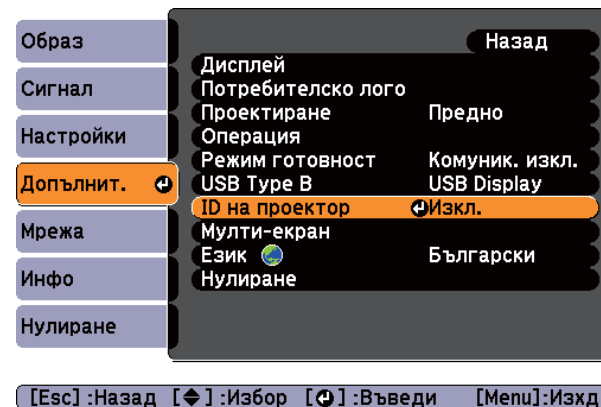 Образ
Сигнал
Настройки
Допълнит.
Мрежа
Инфо
Нулиране
Назад
Дисплей
Потребителско лого
Проектиране Предно
Операция
Режим готовност Комуник. изкл.
USB Type B USB Display
ID на проектор Изкл.
Мулти-екран
Език Български
Нулиране
[Esc] :Назад [◆] :Избор [↵] :Въведи [Menu]:Изхд